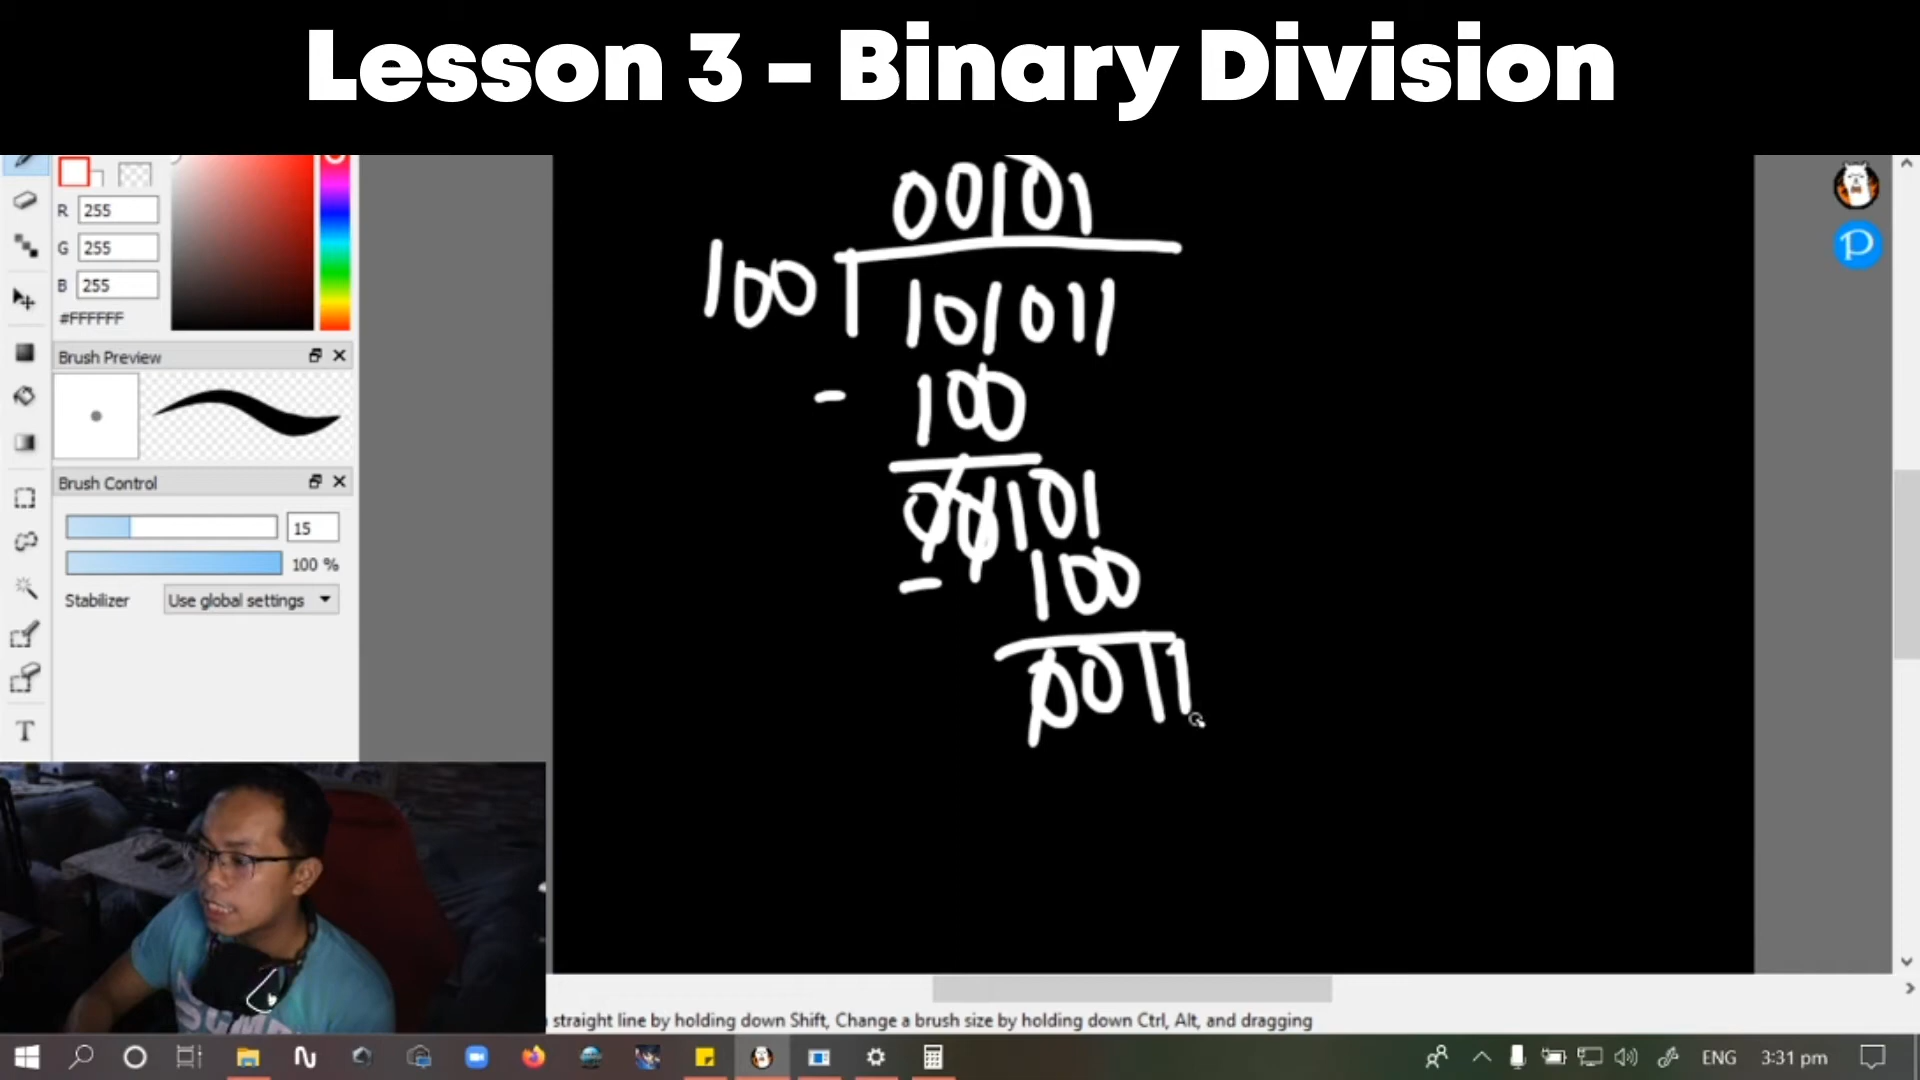 Lesson 3 – Binary Division
R 255
G 255
B 255
#FFFFFF
Brush Preview
Brush Control
15
100 %
Stabilizer Use global settings
00101
100 101011
- 100
00101
- 100
0011
straight line by holding down Shift, Change a brush size by holding down Ctrl, Alt, and dragging
T
P
ENG 3:31 pm